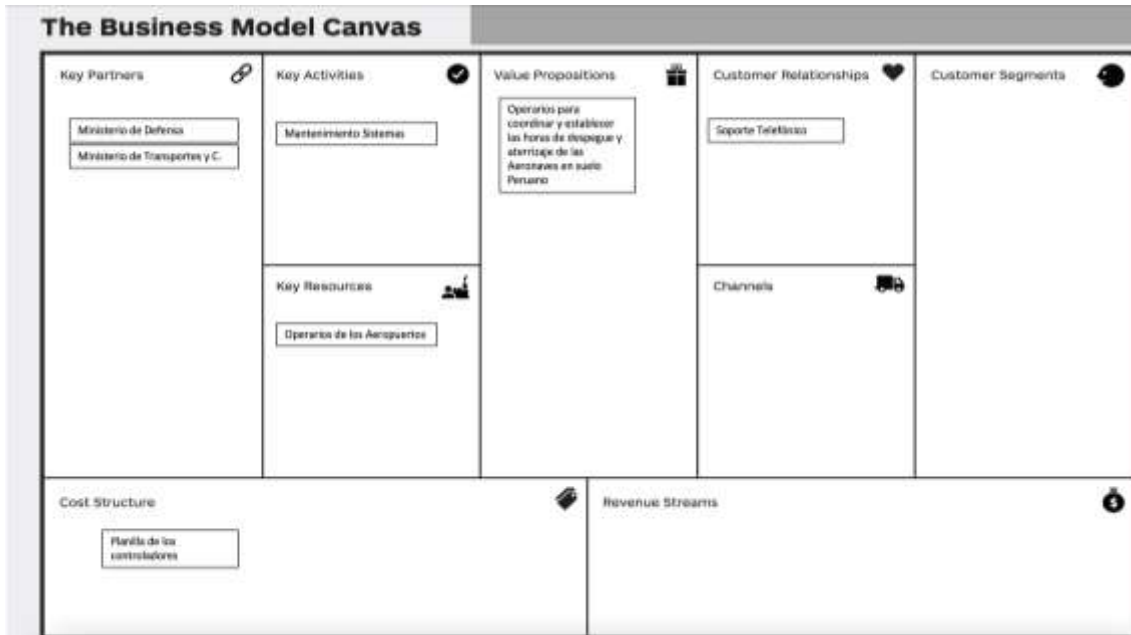 The Business Model Canvas
Key Partners
Ministerio de Defensa
Ministerio de Transportes y C.
Key Activities
Mantenimiento Sistemas
Key Resources
Operarios de los Aeropuertos
Value Propositions
Operarios para
coordinar y establecer
las horas de despegue y
aterrizaje de las
Aeronaves en suelo
Peruano
Customer Relationships
Soporte Telefónico
Channels
Customer Segments
Cost Structure
Planilla de los
controladores
Revenue Streams
$